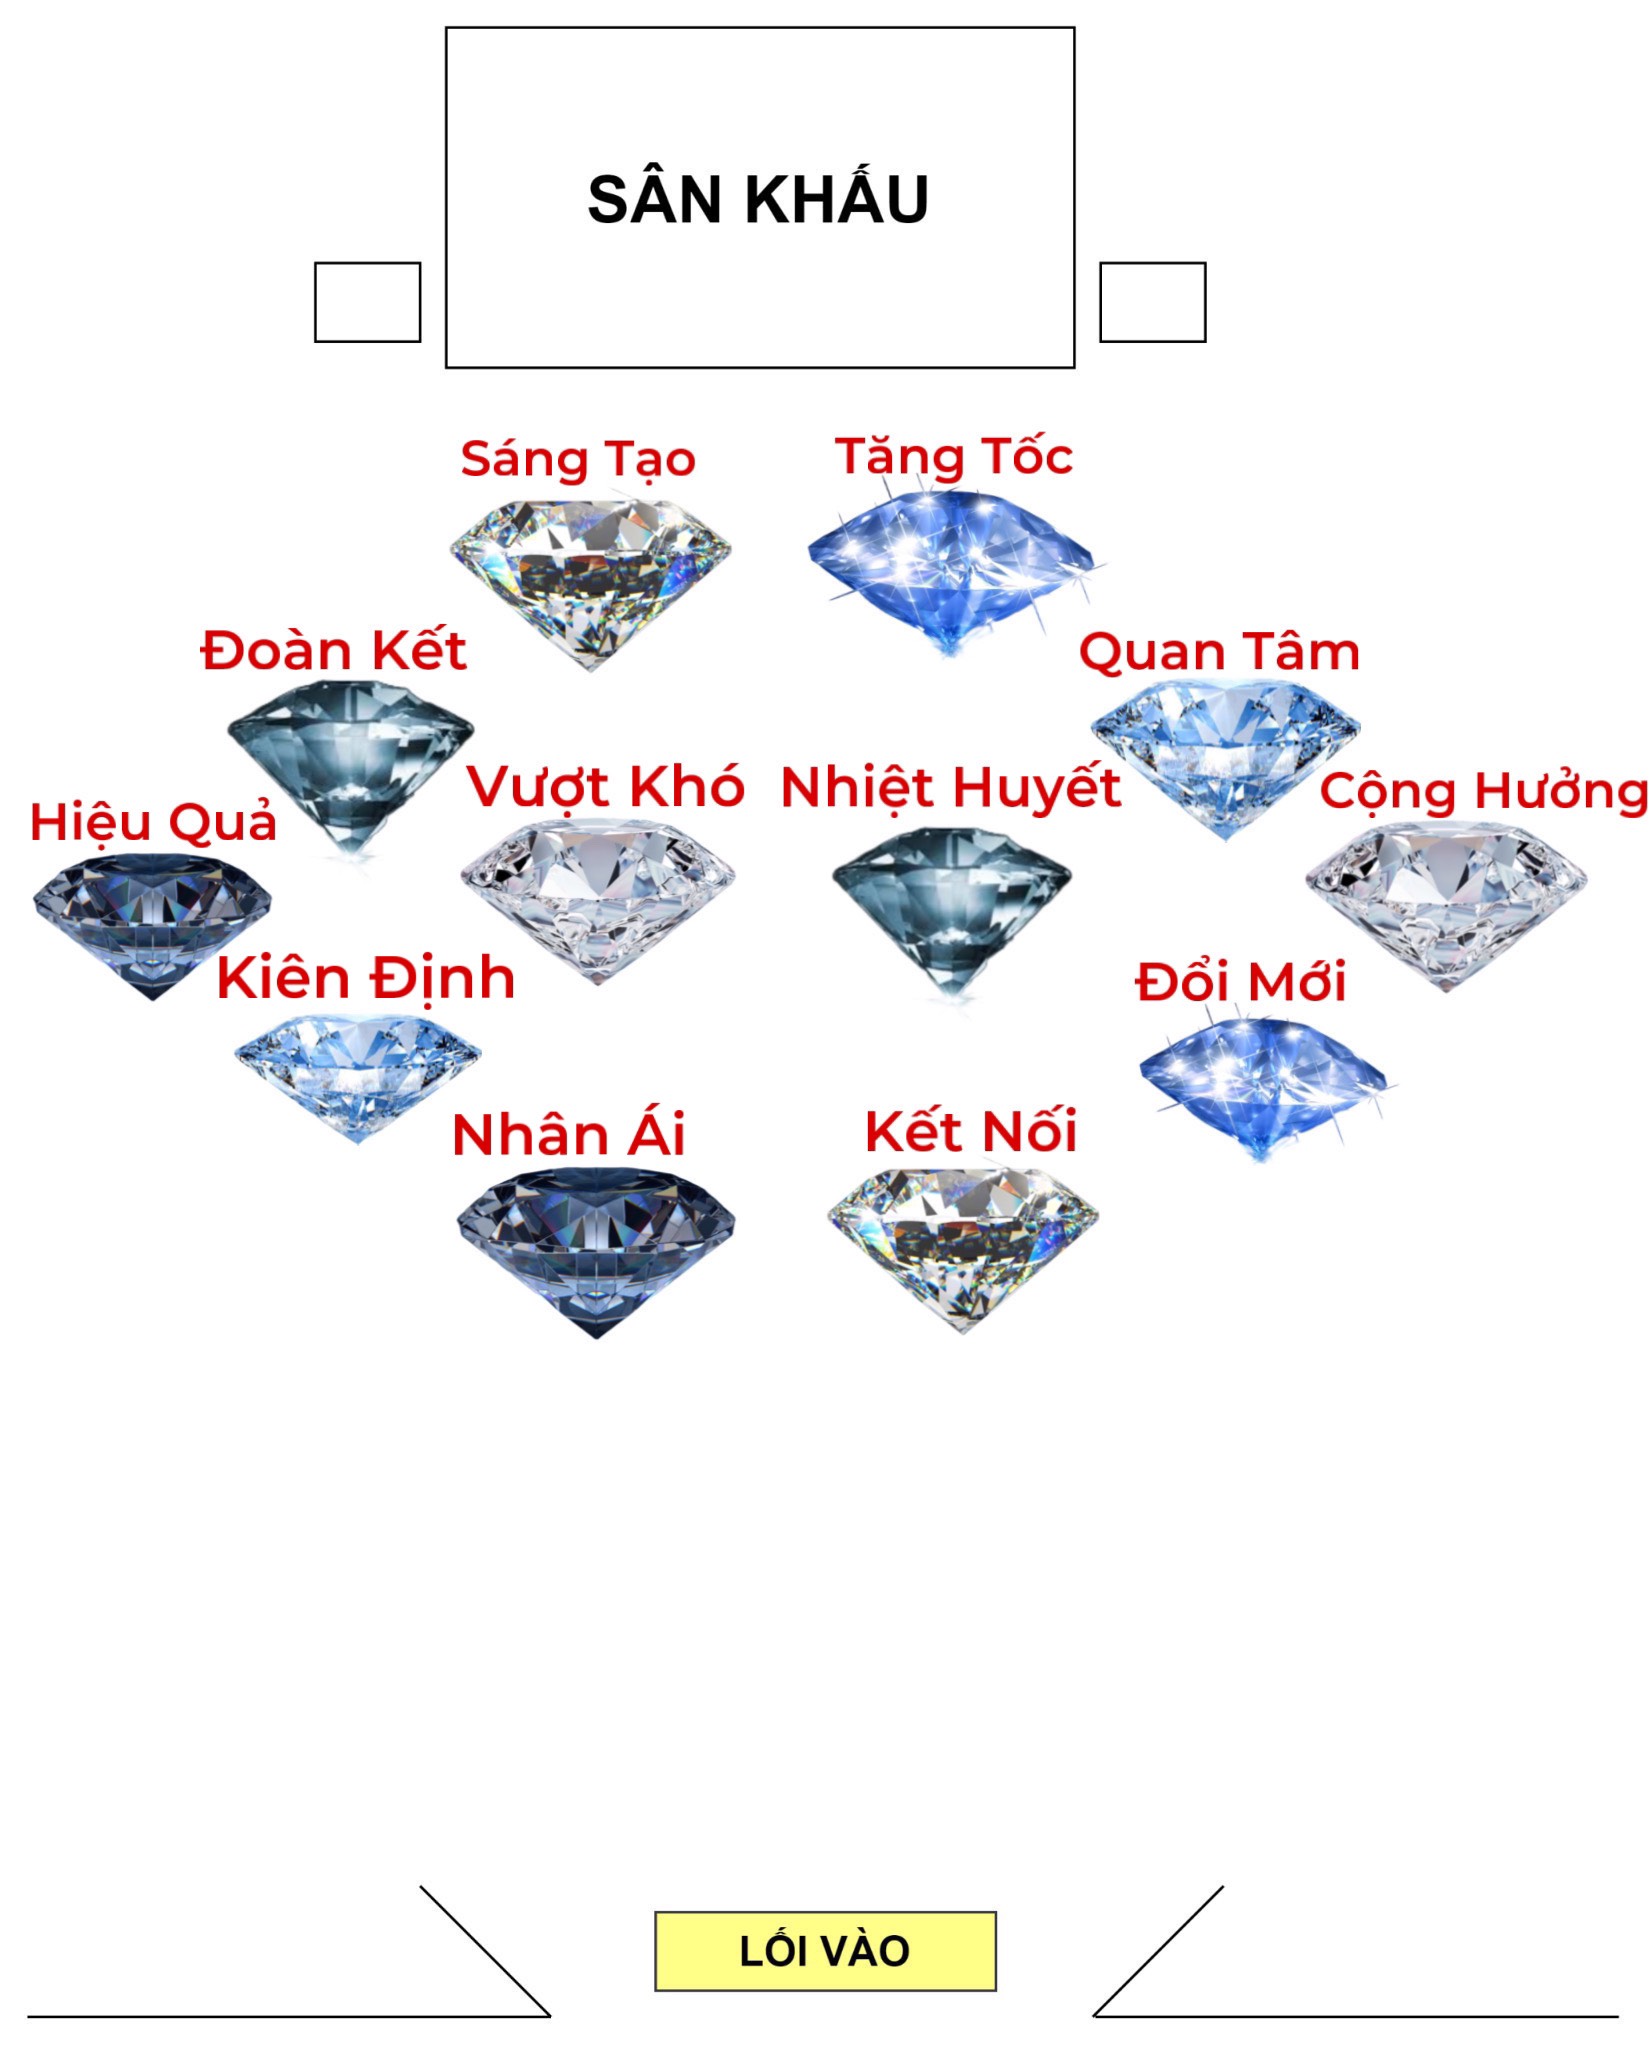 SÂN KHẤU
Sáng Tạo
Tăng Tốc
Đoàn Kết
Quan Tâm
Vượt Khó
Nhiệt Huyết
Cộng Hưởng
Hiệu Quả
Kiên Định
Đổi Mới
Nhân Ái
Kết Nối
LỐI VÀO